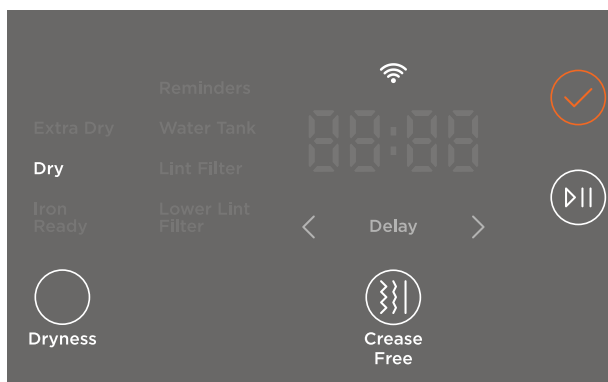 Reminders
Extra Dry
Water Tank
88:88
Dry
Lint Filter
Iron
Ready
Lower Lint
Filter
Delay
Dryness
Crease
Free